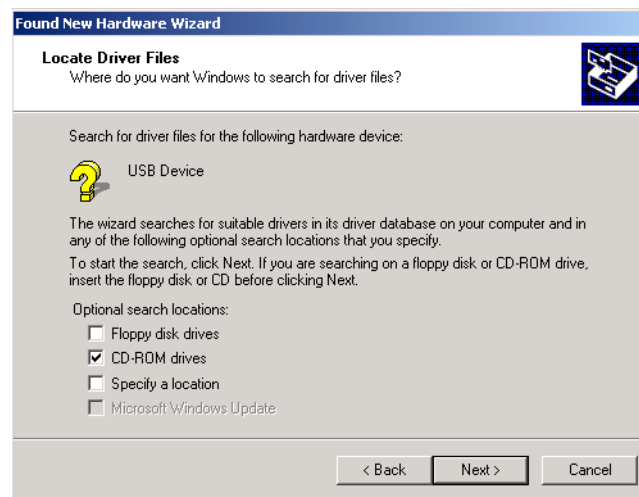 Found New Hardware Wizard
Locate Driver Files
Where do you want Windows to search for driver files?
Search for driver files for the following hardware device:
USB Device
The wizard searches for suitable drivers in its driver database on your computer and in
any of the following optional search locations that you specify.
To start the search, click Next. If you are searching on a floppy disk or CD-ROM drive,
insert the floppy disk or CD before clicking Next.
Optional search locations:
Floppy disk drives
CD-ROM drives
Specify a location
Microsoft Windows Update
< Back Next > Cancel